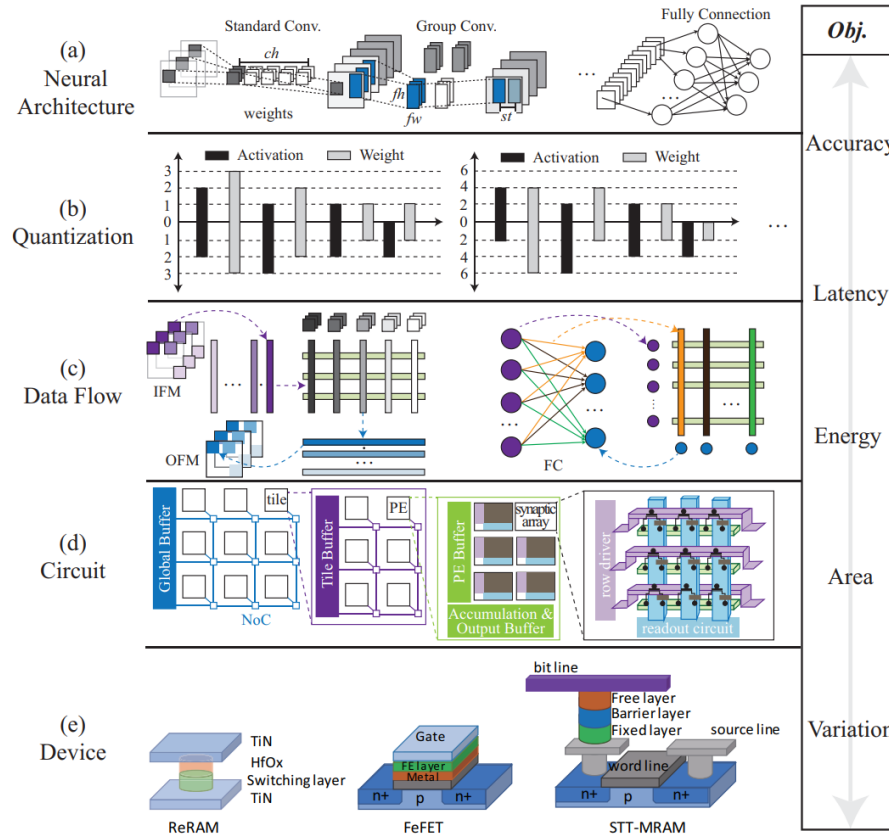 Obj.
(a)
Neural
Architecture
Standard Conv.
Group Conv.
Fully Connection
ch
weights
fh
fw
st
...
...
Accuracy
(b)
Quantization
Activation Weight
3
2
1
0
1
2
3
Activation Weight
6
4
2
0
2
4
6
...
Latency
(c)
Data Flow
IFM
...
OFM
...
...
...
FC
...
Energy
(d)
Circuit
Global Buffer
tile
NoC
Tile Buffer
PE
PE Buffer
synaptic
array
Accumulation &
Output Buffer
row driver
readout circuit
Area
(e)
Device
TiN
HfOx
Switching layer
TiN
ReRAM
Gate
FE layer
Metal
n+ p n+
FeFET
bit line
Free layer
Barrier layer
Fixed layer
source line
word line
n+ p n+
STT-MRAM
Variation